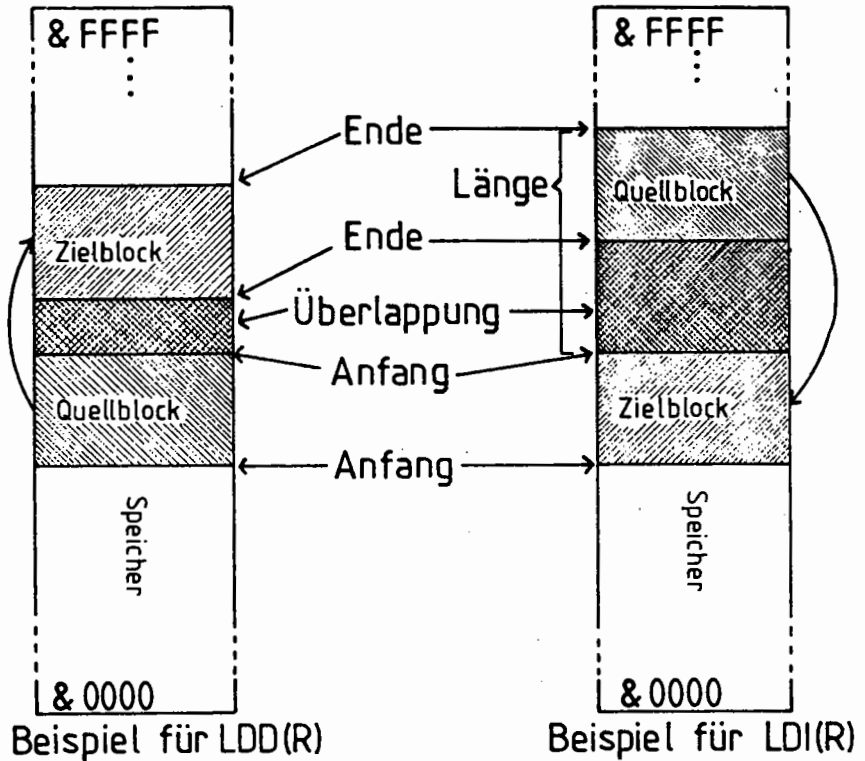 & FFFF
& FFFF
Ende
Länge
Quellblock
Ende
Zielblock
Überlappung
Anfang
Quellblock
Zielblock
Anfang
Speicher
Speicher
& 0000
& 0000
Beispiel für LDD(R)
Beispiel für LDI(R)